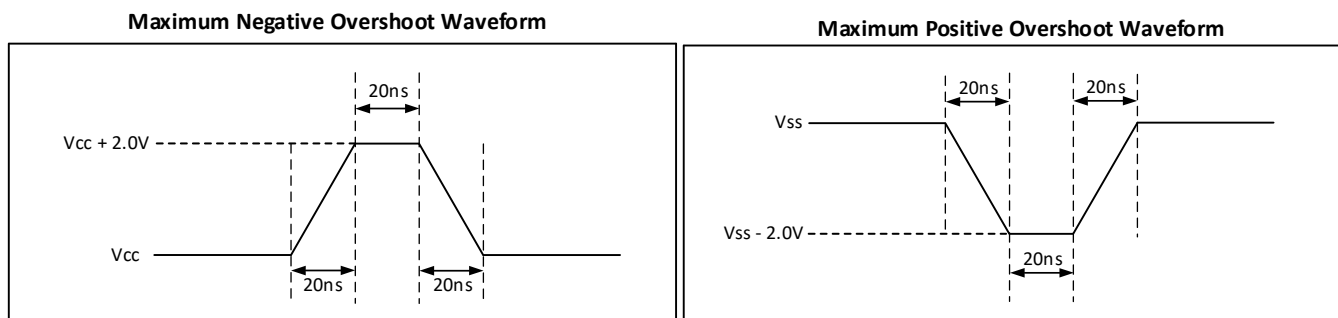 Maximum Negative Overshoot Waveform
20ns
Vcc + 2.0V
Vcc
20ns
20ns
Maximum Positive Overshoot Waveform
20ns
20ns
Vss
Vss - 2.0V
20ns